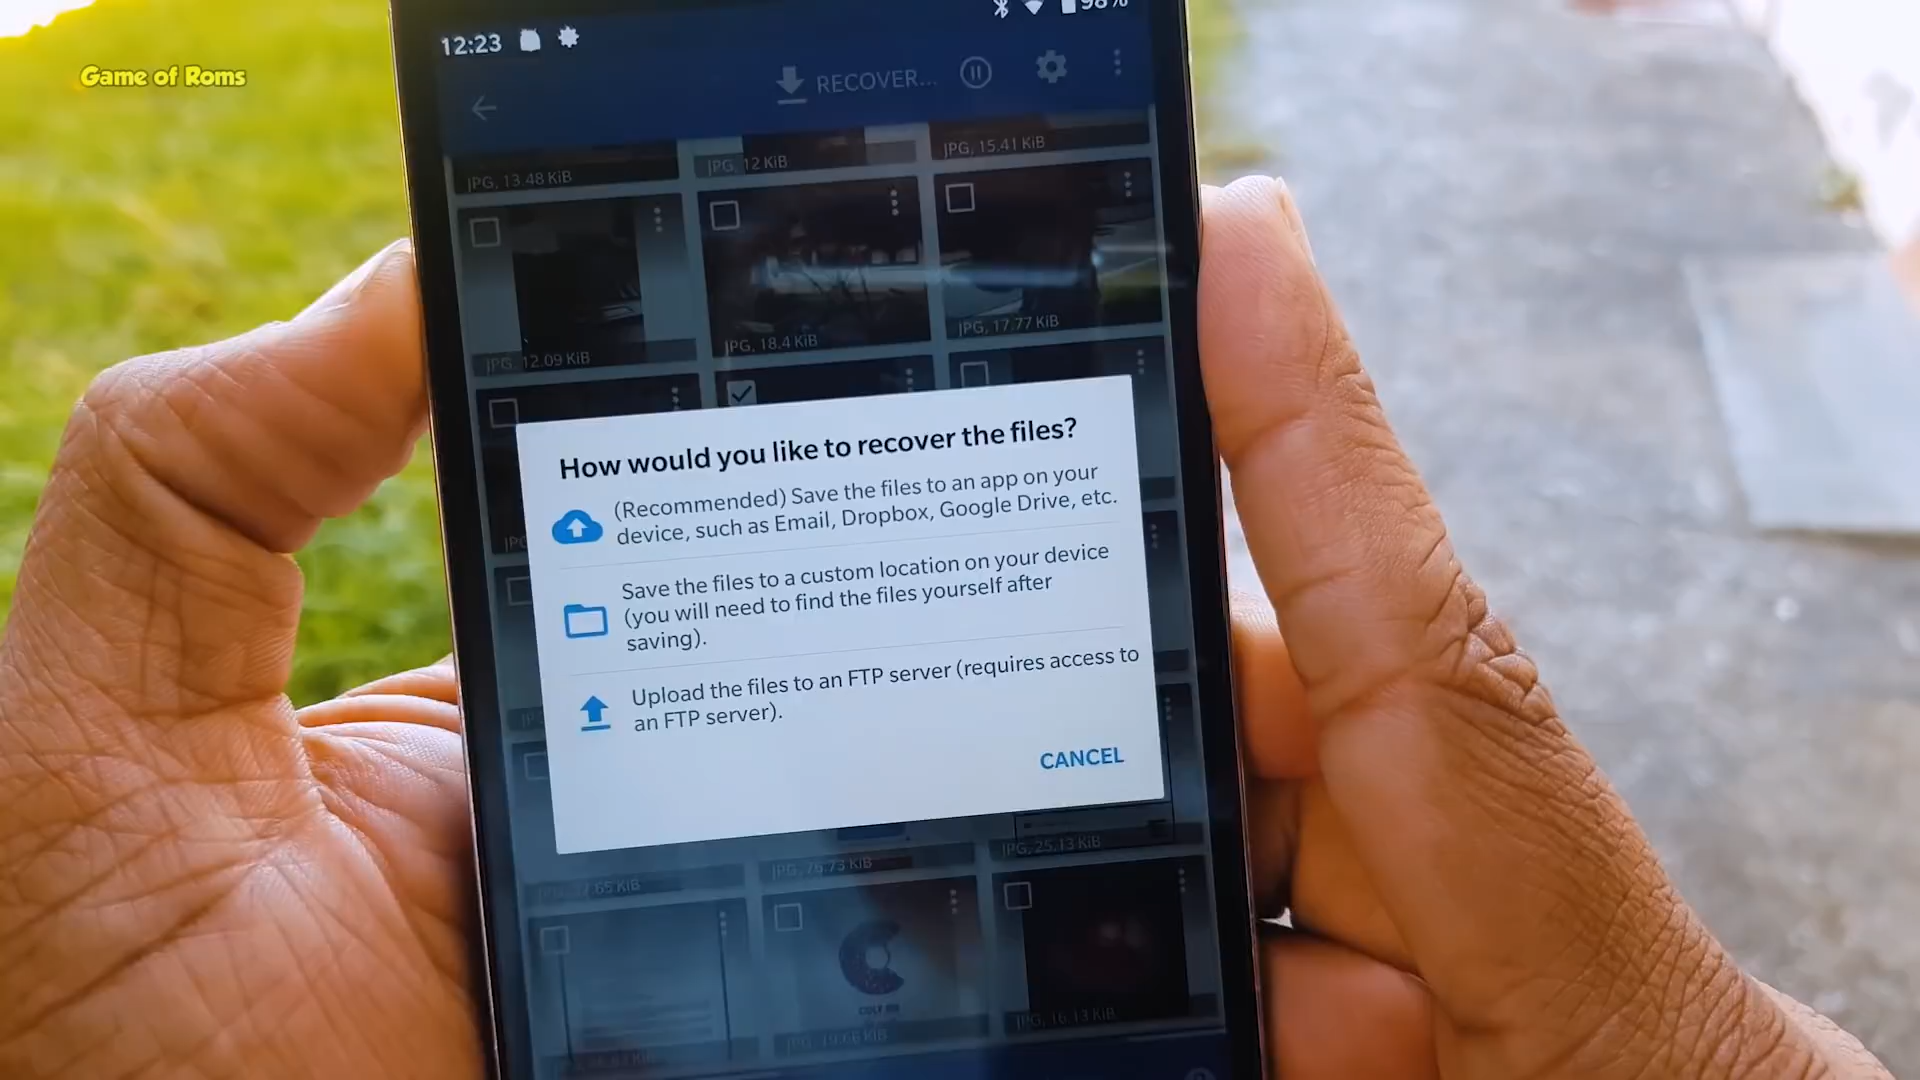 Game of Roms
12:23
98%
RECOVER...
JPG, 13.48 KiB
JPG, 12 KiB
JPG, 15.41 KiB
JPG, 12.09 KiB
JPG, 18.4 KiB
JPG, 17.77 KiB
How would you like to recover the files?
(Recommended) Save the files to an app on your
device, such as Email, Dropbox, Google Drive, etc.
Save the files to a custom location on your device
(you will need to find the files yourself after
saving).
Upload the files to an FTP server (requires access to
an FTP server).
CANCEL
JPG, 76.73 KiB
JPG, 25.13 KiB
JPG, 16.13 KiB